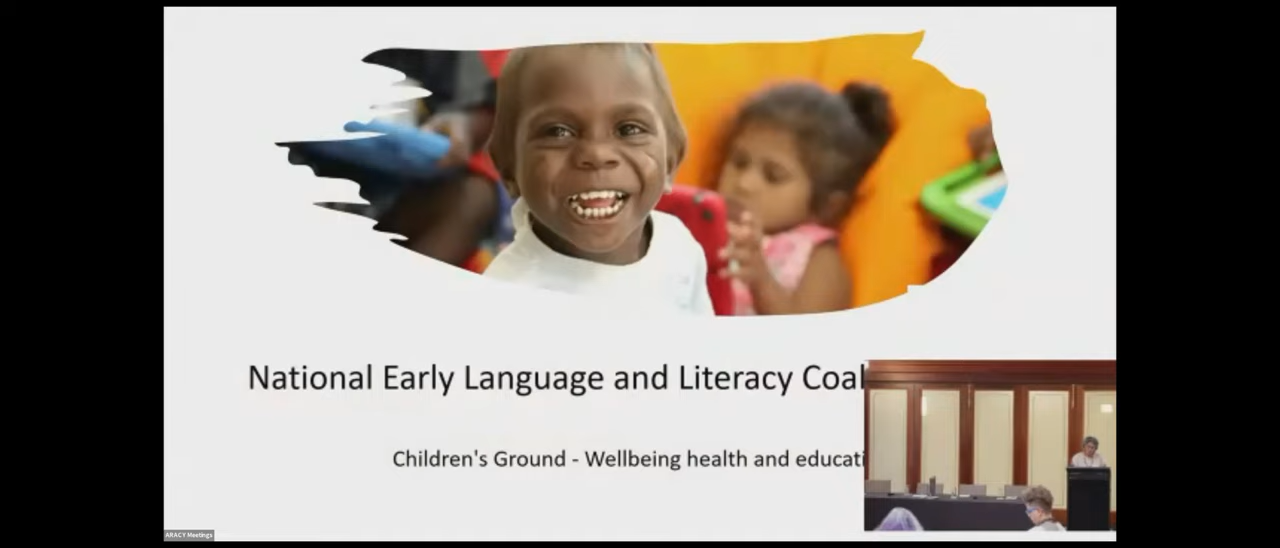 National Early Language and Literacy Coal
Children's Ground - Wellbeing health and educati
ARACY Meetings